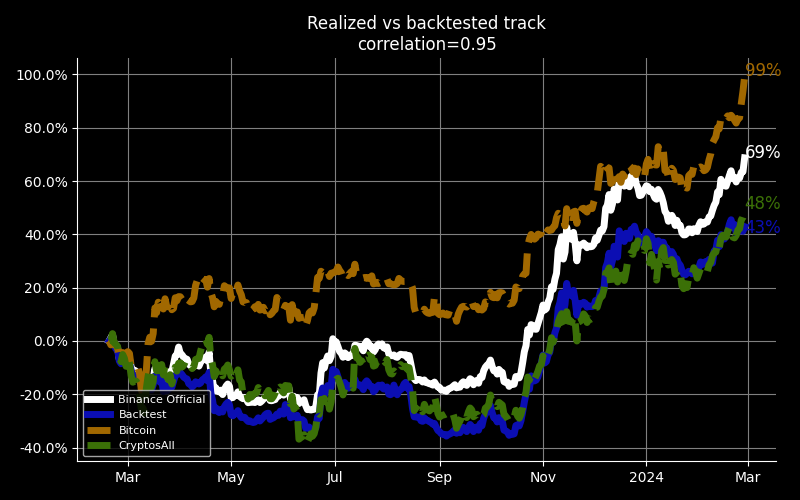 Realized vs backtested track
correlation=0.95
100.0%
80.0%
60.0%
40.0%
20.0%
0.0%
-20.0%
-40.0%
99%
69%
48%
43%
Binance Official
Backtest
Bitcoin
CryptosAll
Mar
May
Jul
Sep
Nov
2024
Mar